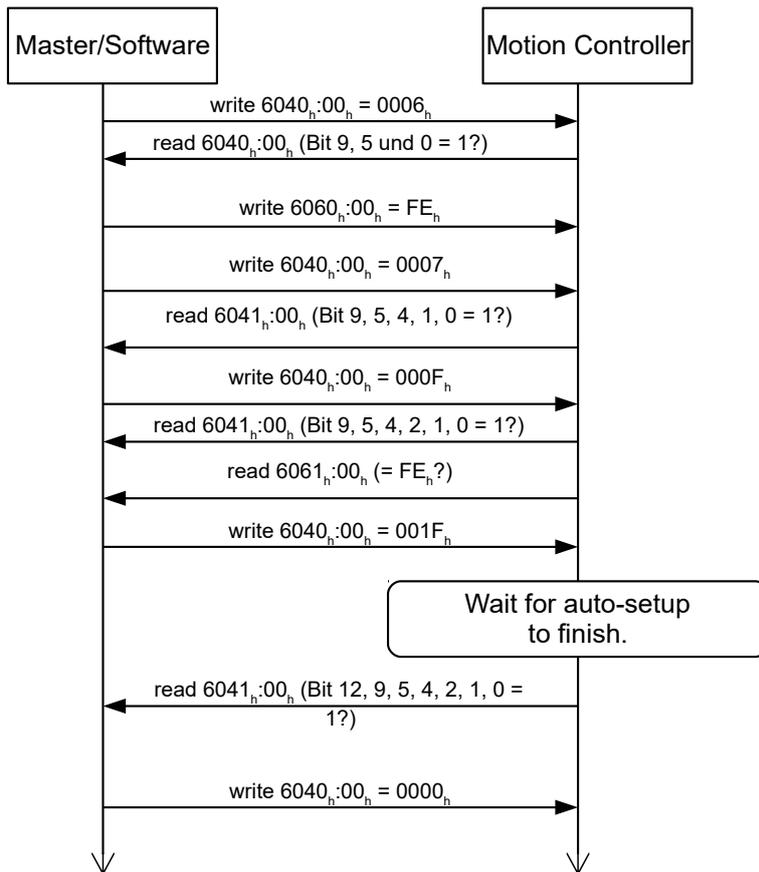 Master/Software
Motion Controller
write 6040h:00h = 0006h
read 6040h:00h (Bit 9, 5 und 0 = 1?)
write 6060h:00h = FEh
write 6040h:00h = 0007h
read 6041h:00h (Bit 9, 5, 4, 1, 0 = 1?)
write 6040h:00h = 000Fh
read 6041h:00h (Bit 9, 5, 4, 2, 1, 0 = 1?)
read 6061h:00h (= FEh?)
write 6040h:00h = 001Fh
Wait for auto-setup
to finish.
read 6041h:00h (Bit 12, 9, 5, 4, 2, 1, 0 =
1?)
write 6040h:00h = 0000h